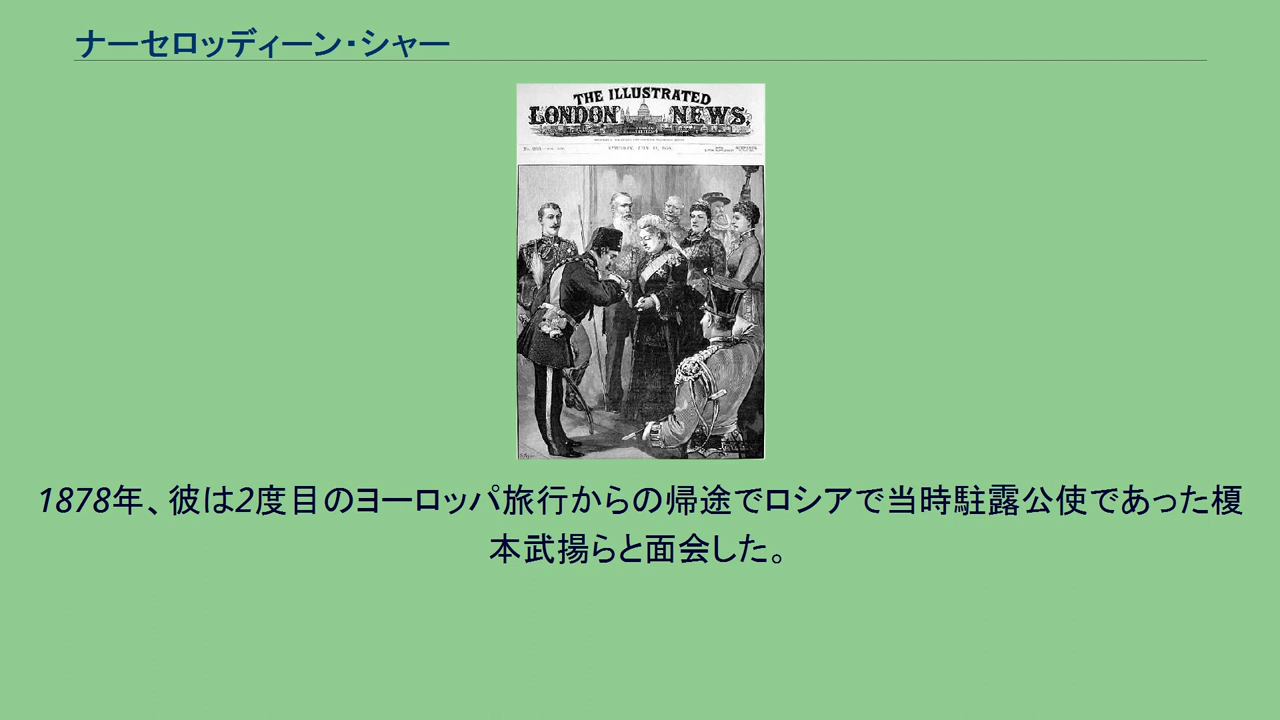 ナーセロッディーン・シャー
THE ILLUSTRATED
LONDON NEWS.
1878年、彼は2度目のヨーロッパ旅行からの帰途でロシアで当時駐露公使であった榎
本武揚らと面会した。